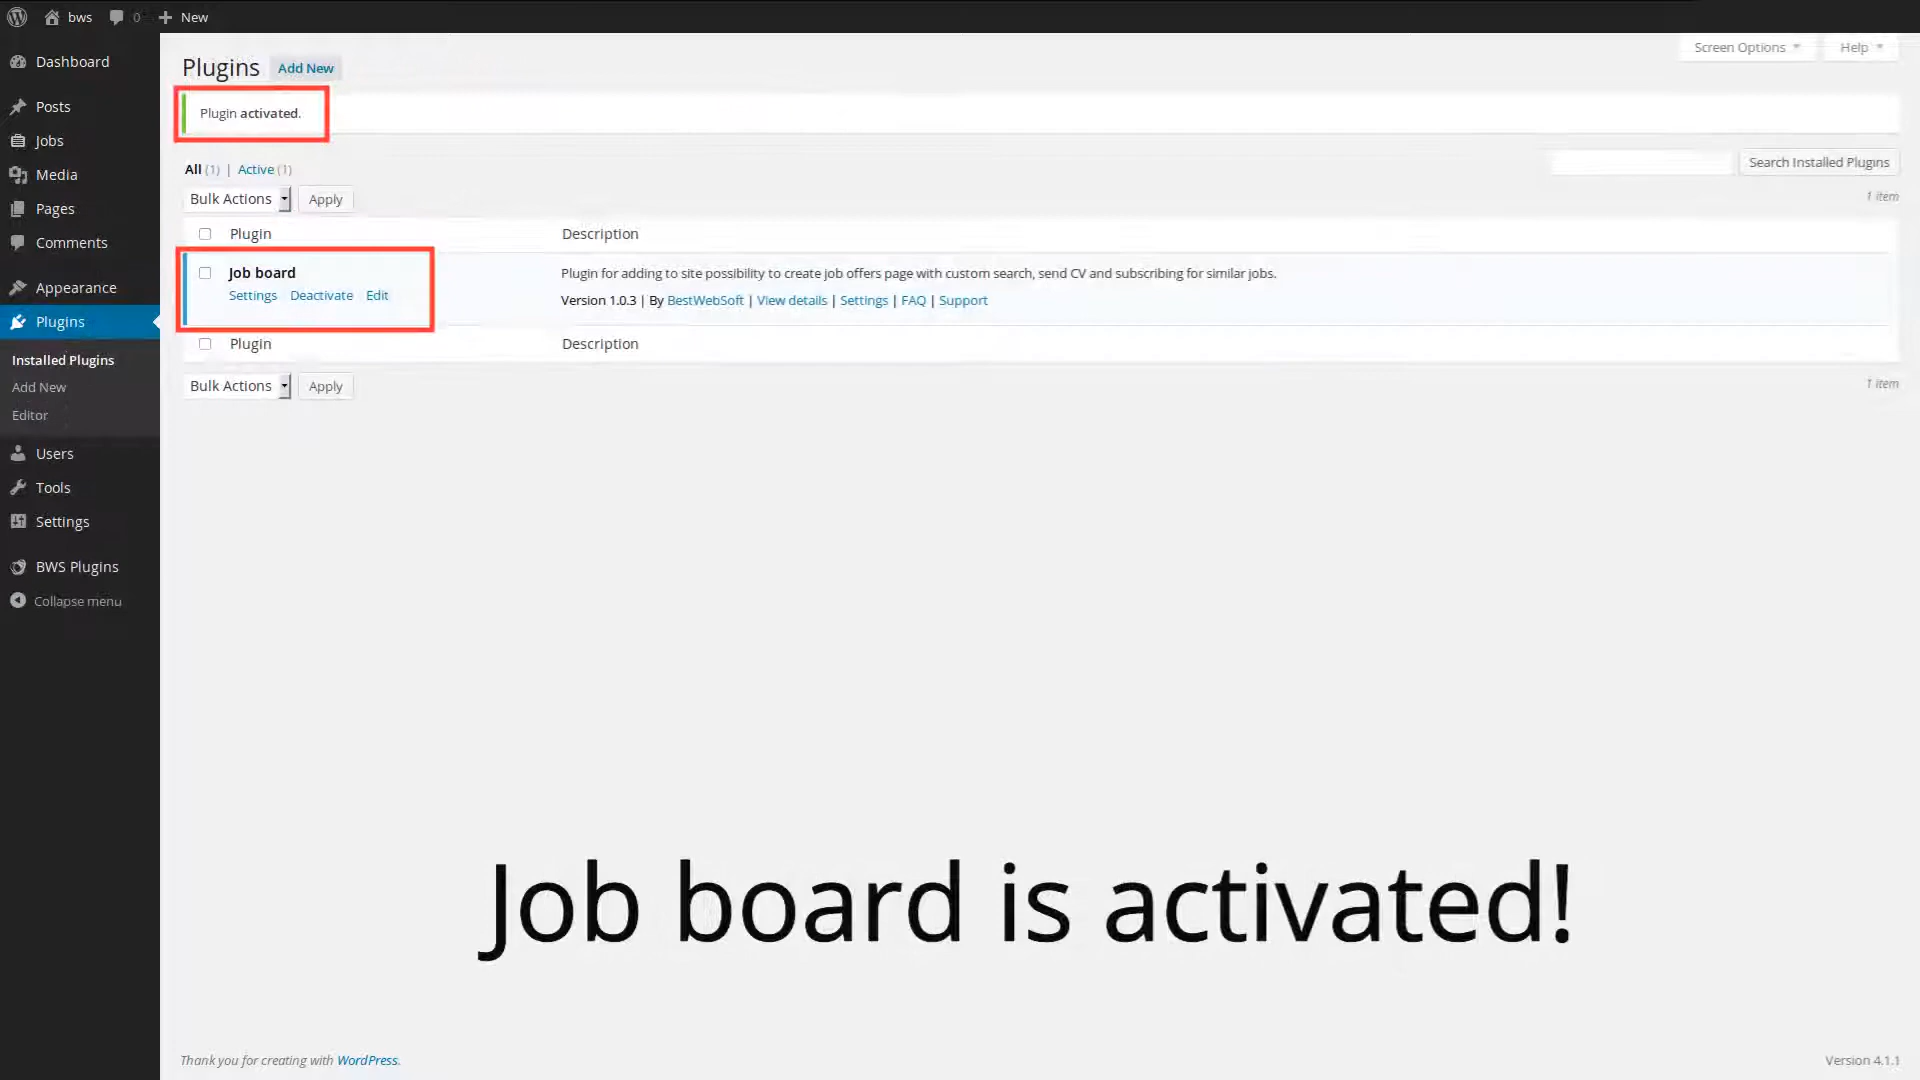 bws 0 New
Screen Options Help
Dashboard
Posts
Jobs
Media
Pages
Comments
Appearance
Plugins
Installed Plugins
Add New
Editor
Users
Tools
Settings
BWS Plugins
Collapse menu
Plugins Add New
Plugin activated.
All (1) | Active (1)
Search Installed Plugins
Bulk Actions Apply
1 item
Plugin Description
Job board
Settings Deactivate Edit
Plugin for adding to site possibility to create job offers page with custom search, send CV and subscribing for similar jobs.
Version 1.0.3 | By BestWebSoft | View details | Settings | FAQ | Support
Plugin Description
Bulk Actions Apply
1 item
Job board is activated!
Thank you for creating with WordPress.
Version 4.1.1